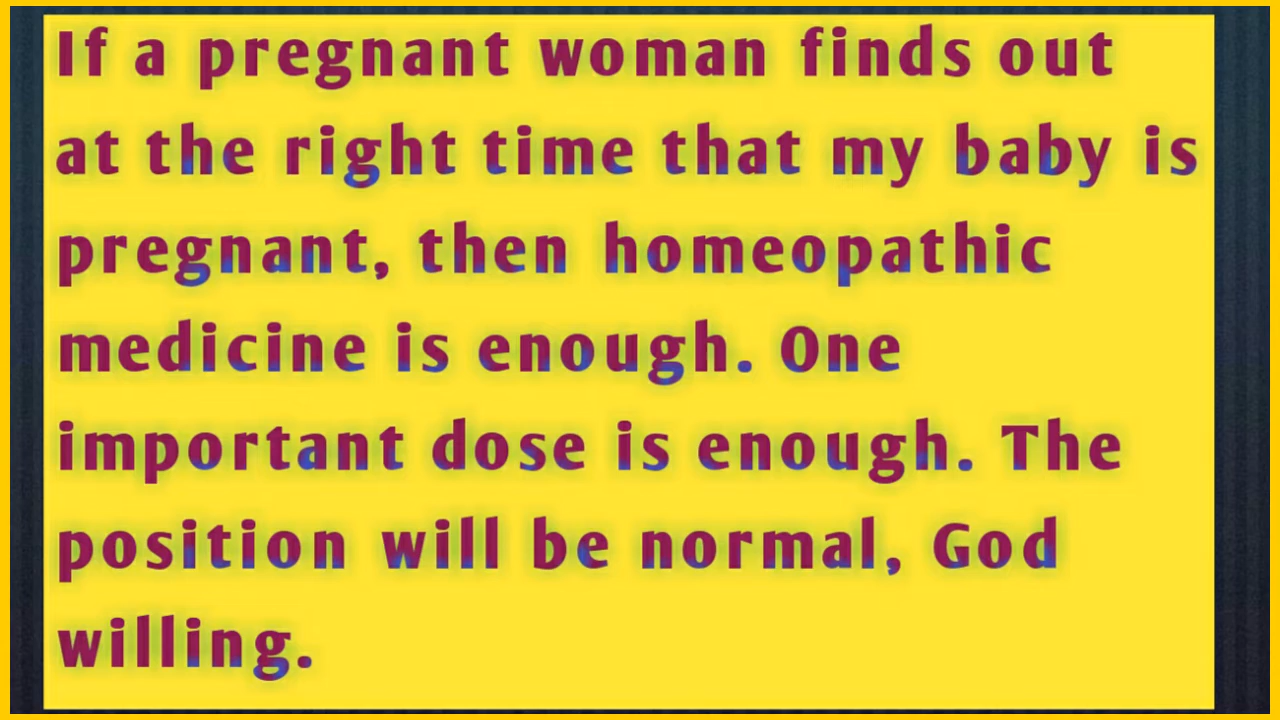 If a pregnant woman finds out
at the right time that my baby is
pregnant, then homeopathic
medicine is enough. One
important dose is enough. The
position will be normal, God
willing.